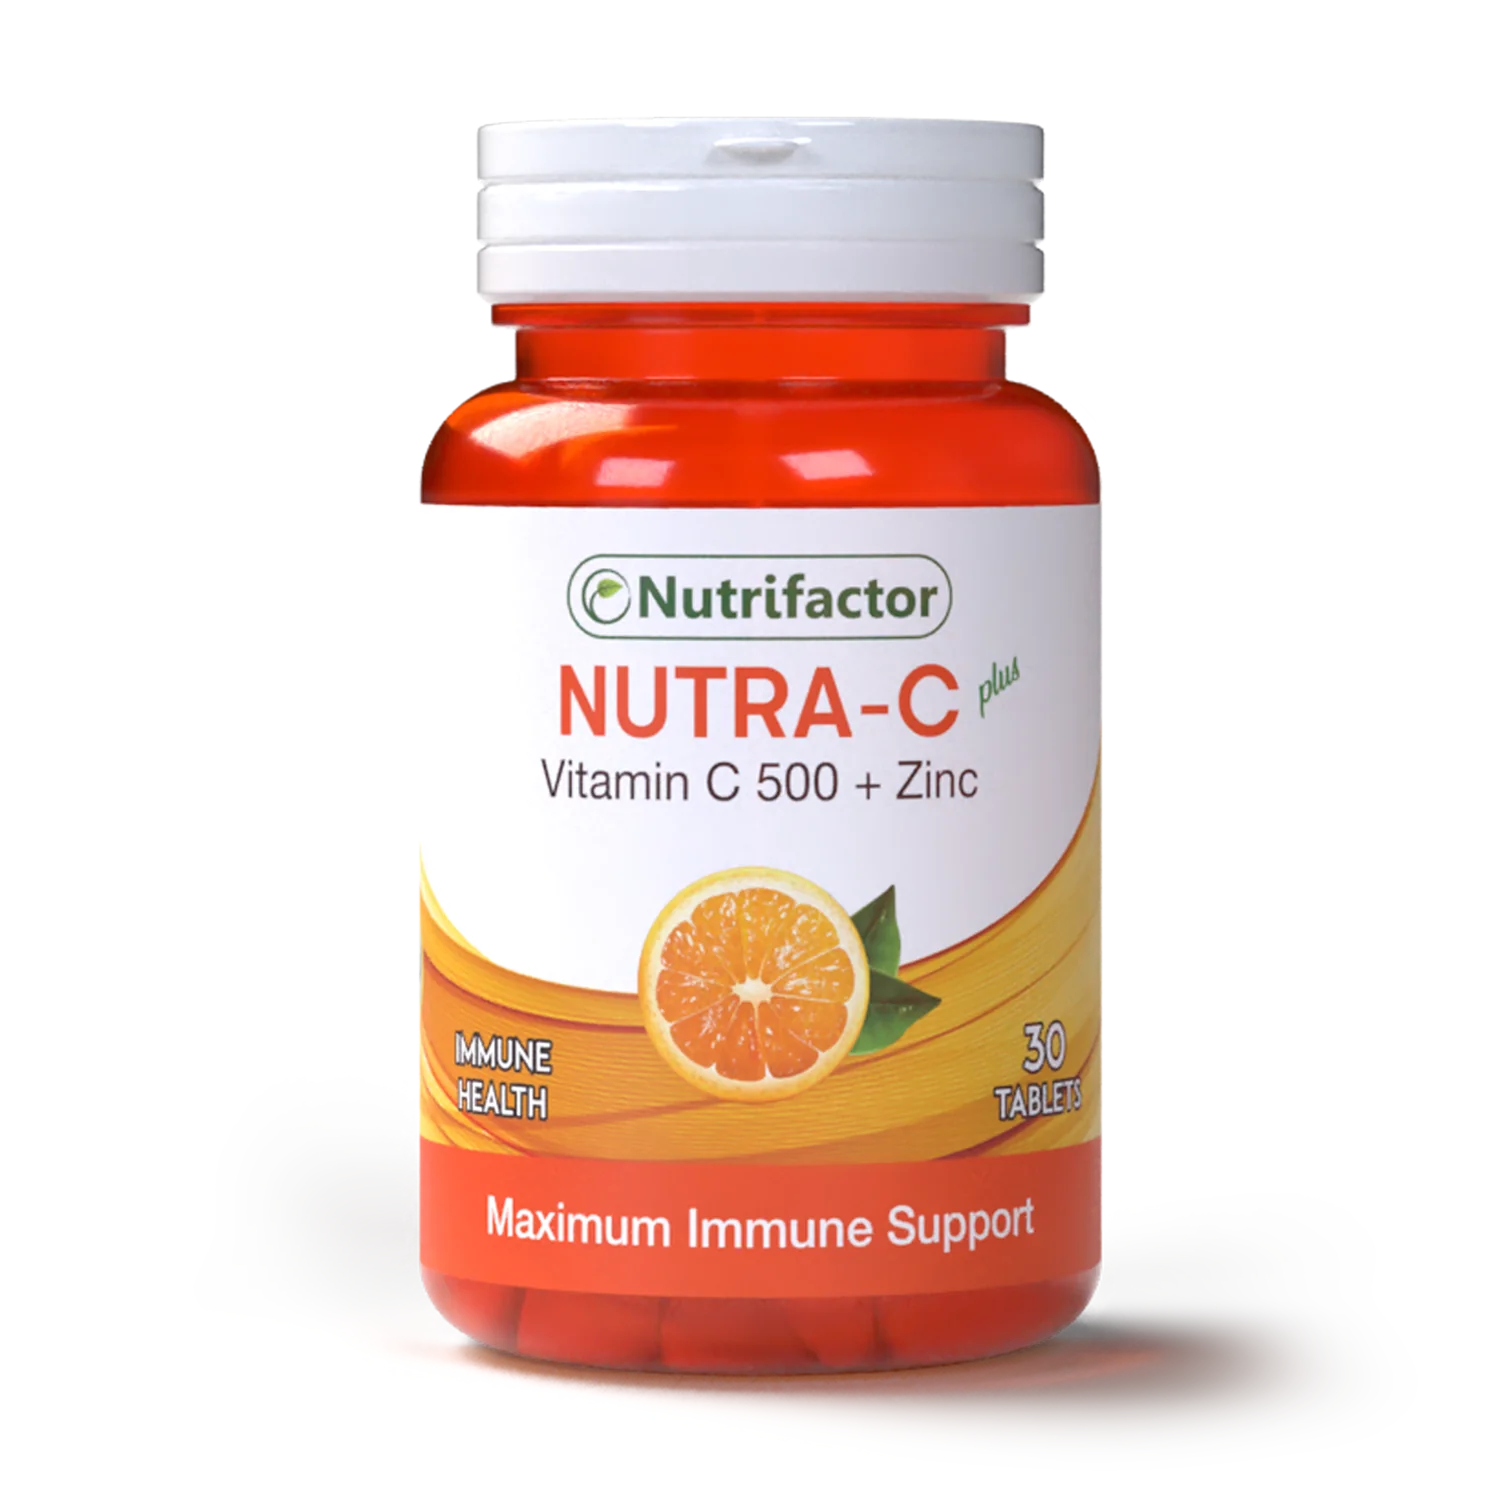 Nutrifactor
NUTRA-C plus
Vitamin C 500 + Zinc
IMMUNE
HEALTH
30
TABLETS
Maximum Immune Support